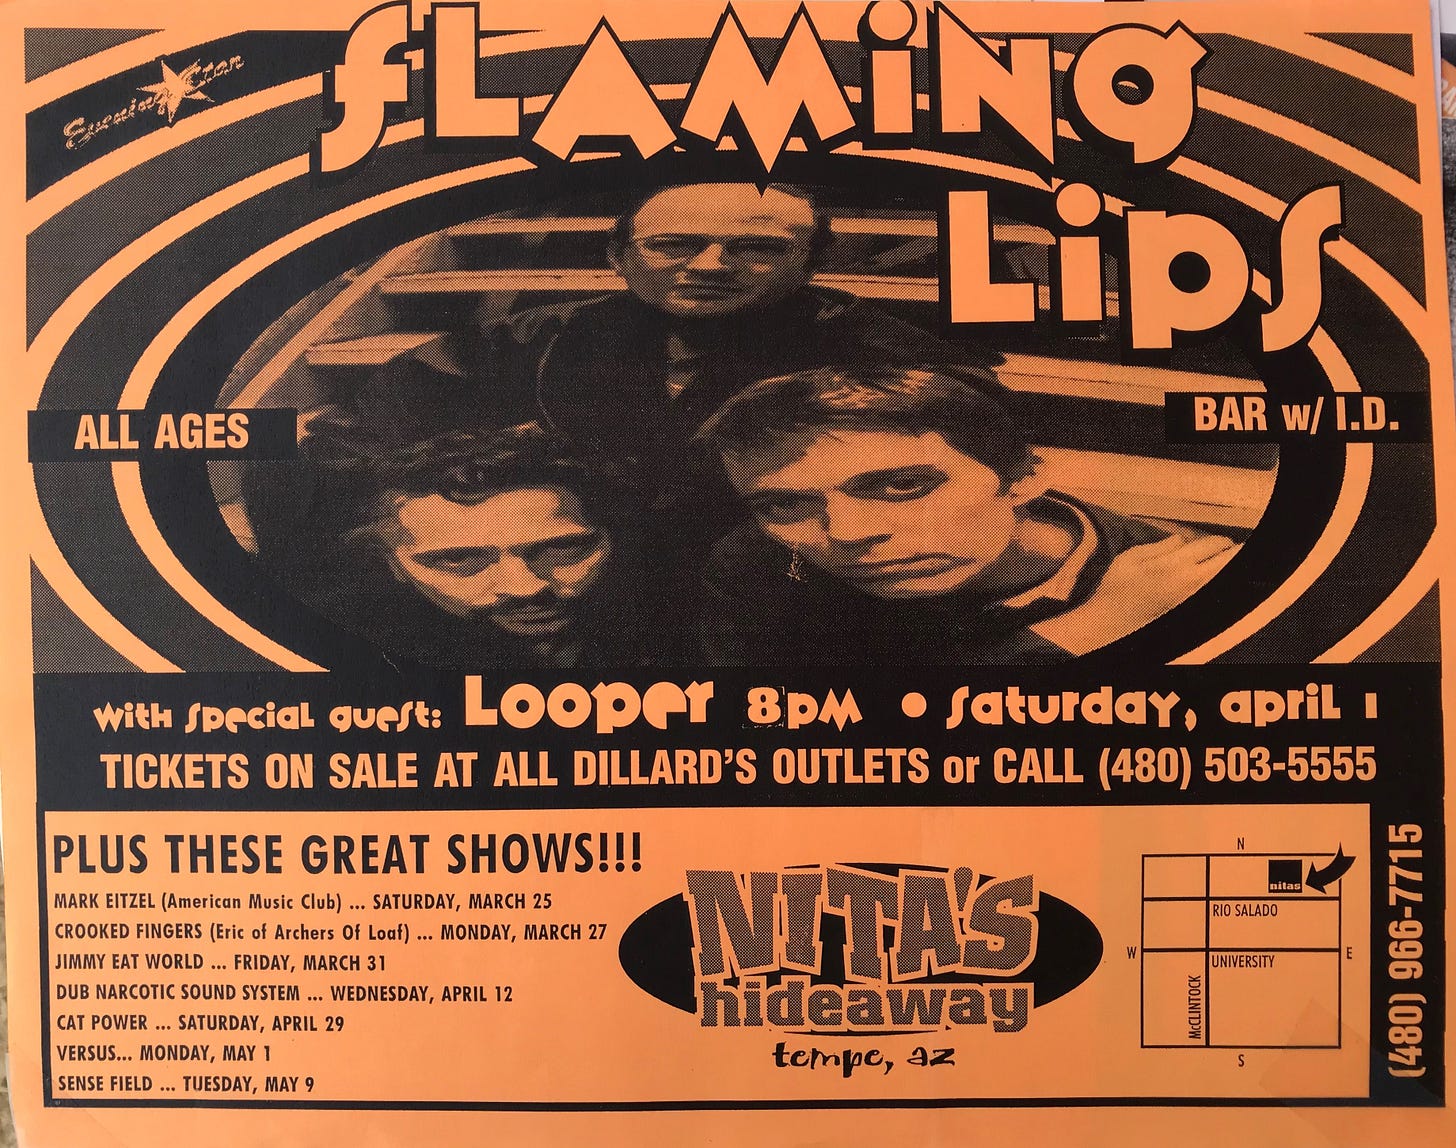 Evening Star
fLAMiNg
Lips
ALL AGES
BAR w/ I.D.
with special guest: Looper 8pm • saturday, april 1
TICKETS ON SALE AT ALL DILLARD'S OUTLETS or CALL (480) 503-5555
PLUS THESE GREAT SHOWS!!!
MARK EITZEL (American Music Club) ... SATURDAY, MARCH 25
CROOKED FINGERS (Eric of Archers Of Loaf) ... MONDAY, MARCH 27
JIMMY EAT WORLD ... FRIDAY, MARCH 31
DUB NARCOTIC SOUND SYSTEM ... WEDNESDAY, APRIL 12
CAT POWER ... SATURDAY, APRIL 29
VERSUS... MONDAY, MAY 1
SENSE FIELD ... TUESDAY, MAY 9
NITA'S
hideaway
tempe, az
N
nitas
RIO SALADO
W
E
UNIVERSITY
McCLINTOCK
S
(480) 966-7715